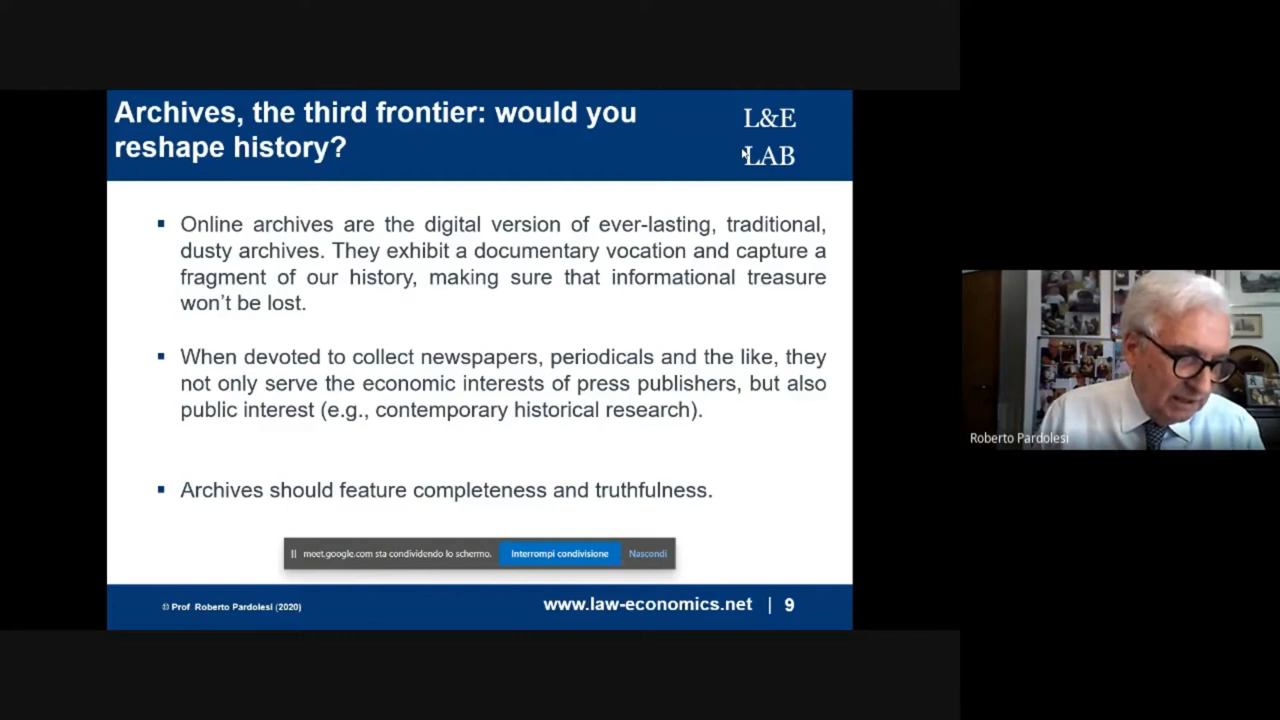 Archives, the third frontier: would you
reshape history?
L&E
LAB
▪ Online archives are the digital version of ever-lasting, traditional,
dusty archives. They exhibit a documentary vocation and capture a
fragment of our history, making sure that informational treasure
won't be lost.
▪ When devoted to collect newspapers, periodicals and the like, they
not only serve the economic interests of press publishers, but also
public interest (e.g., contemporary historical research).
▪ Archives should feature completeness and truthfulness.
meet.google.com sta condividendo lo schermo. Interrompi condivisione Nascondi
© Prof Roberto Pardolesi (2020)
www.law-economics.net | 9
Roberto Pardolesi